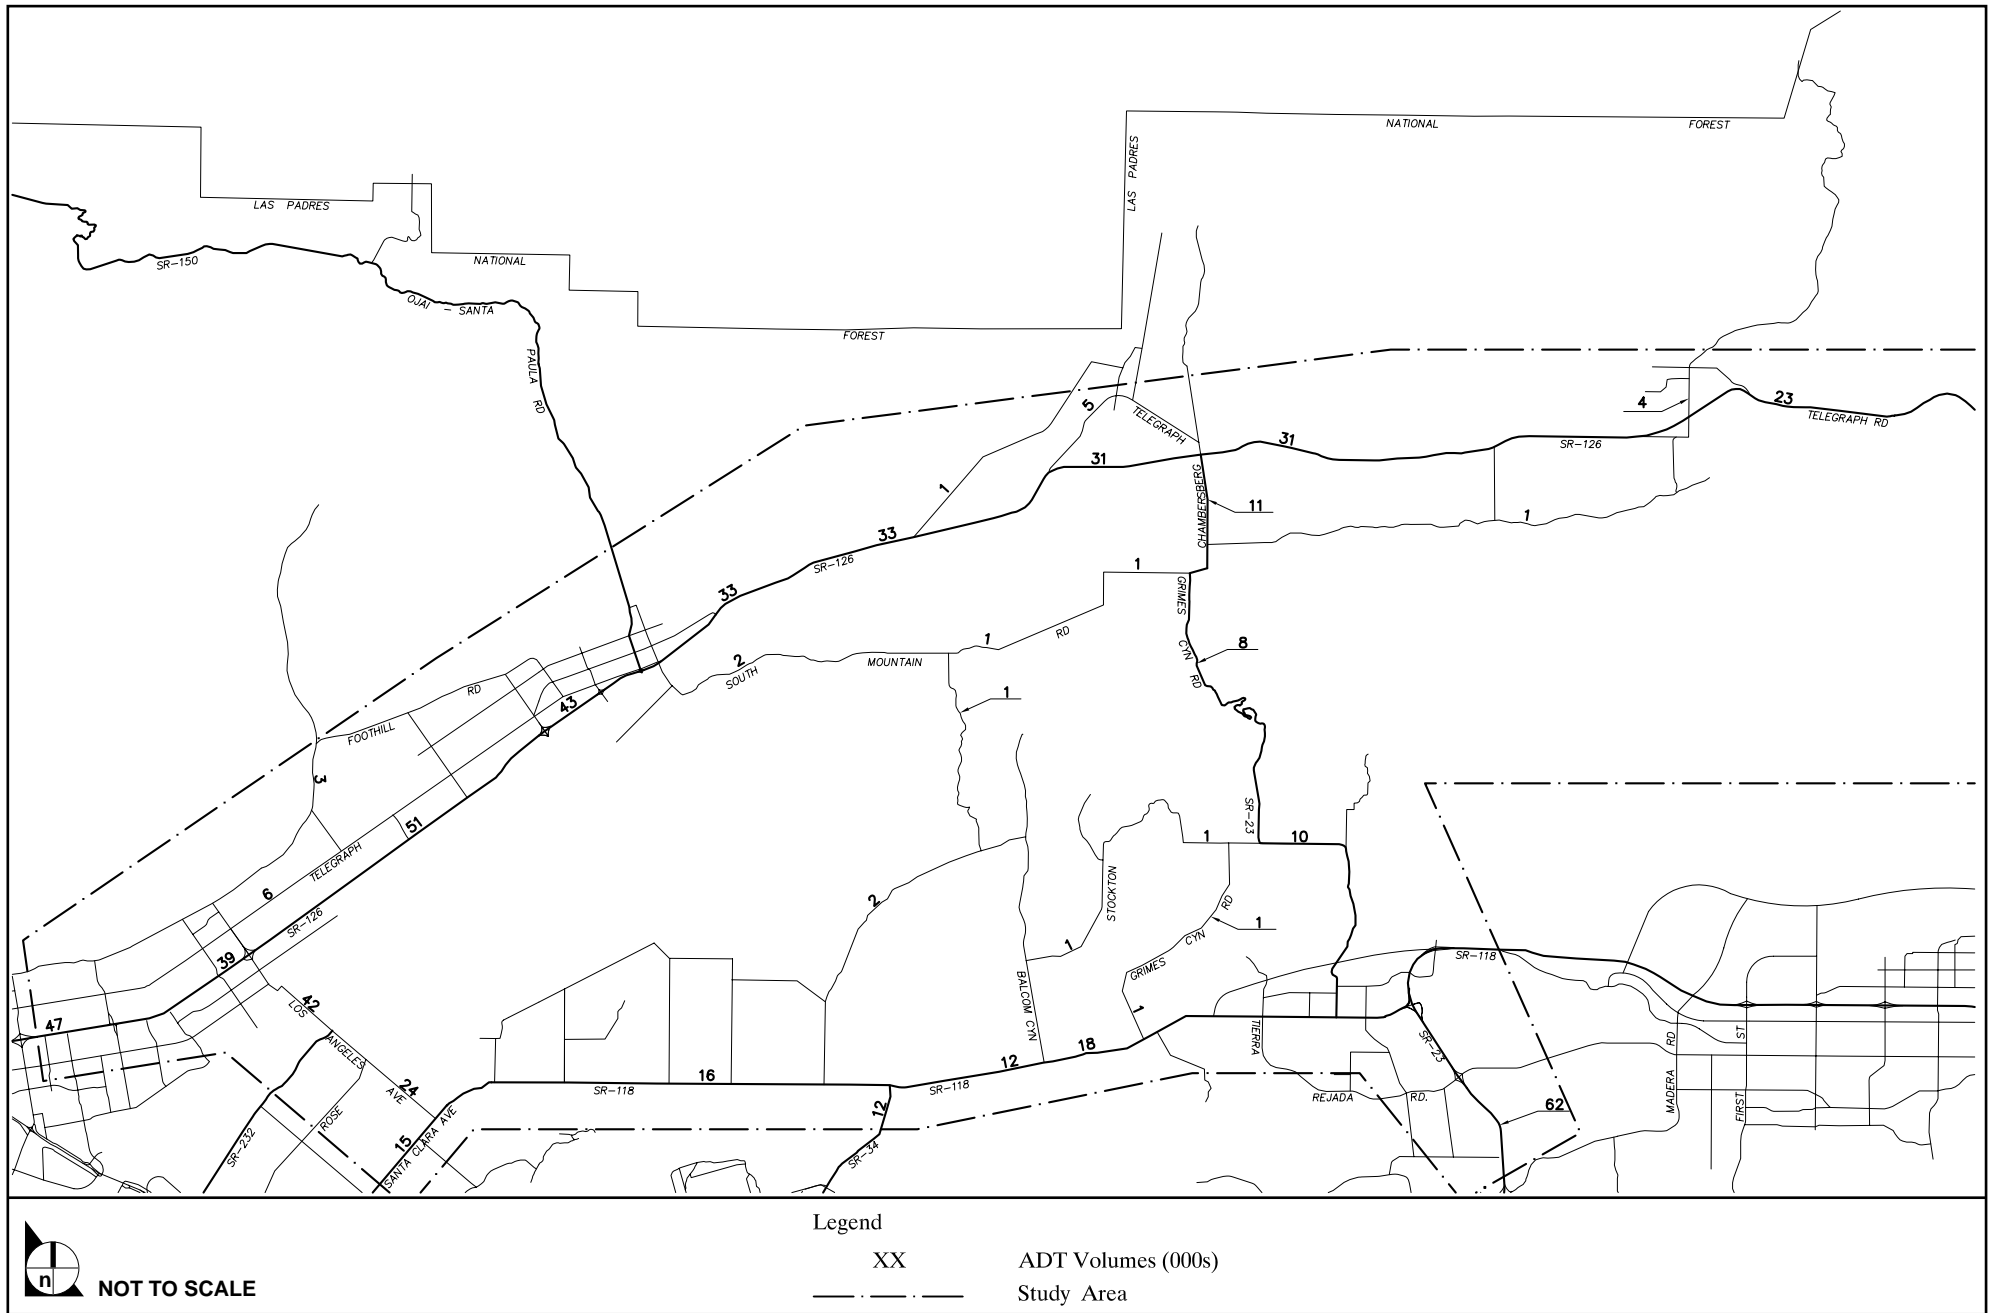 NATIONAL
FOREST
LAS PADRES
LAS PADRES
SR-150
NATIONAL
OJAI - SANTA
FOREST
PAULA RD
5
TELEGRAPH
4
23
TELEGRAPH RD
31
31
SR-126
1
CHAMBERSBERG
11
1
33
SR-126
33
1
GRIMES
CYN
RD
8
1
RD
2
SOUTH
MOUNTAIN
1
RD
FOOTHILL
43
3
51
TELEGRAPH
6
SR-126
39
47
42
LOS
ANGELES
AVE
24
ROSE
SR-232
15
SANTA CLARA AVE
SR-118
16
12
SR-34
SR-118
12
18
2
BALCOM CYN
1
STOCKTON
1
SR-23
10
RD
1
CYN
GRIMES
1
TIERRA
REJADA
RD.
SR-118
SR-23
62
MADERA
RD
FIRST
ST
n
NOT TO SCALE
Legend
XX ADT Volumes (000s)
Study Area